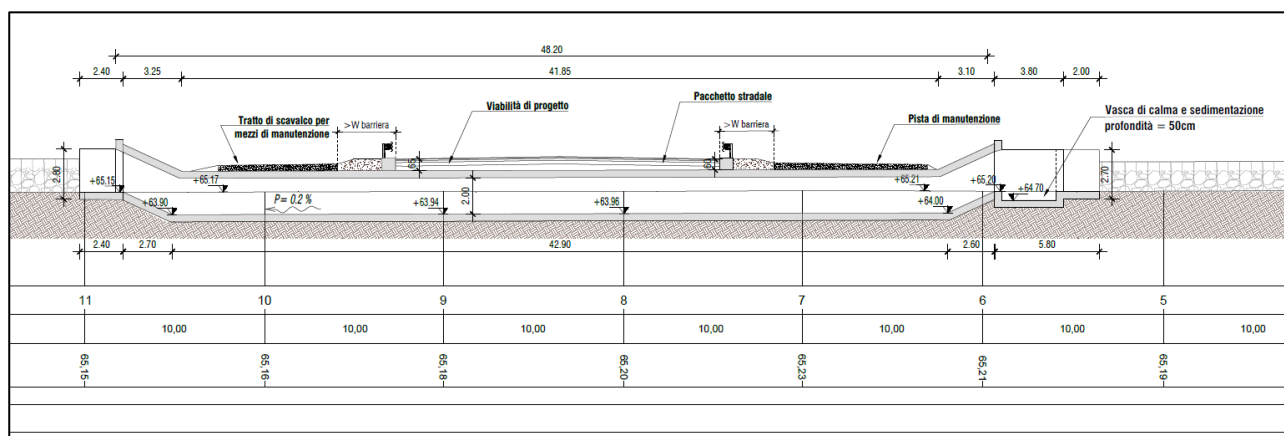 48.20
2.40 3.25 41.85 3.10 3.80 2.00
Tratto di scavalco per
mezzi di manutenzione
>W barriera
Viabilità di progetto
Pacchetto stradale
>W barriera
Pista di manutenzione
Vasca di calma e sedimentazione
profondità = 50cm
65
60
2.80
+65.15
+65.17
2.00
+65.21
+65.20
+64.70
2.70
+63.90
P= 0.2 %
+63.94
+63.96
+64.00
2.40 2.70 42.90 2.60 5.80
11 10 9 8 7 6 5
10,00 10,00 10,00 10,00 10,00 10,00 10,00
65,15 65,16 65,18 65,20 65,23 65,21 65,19